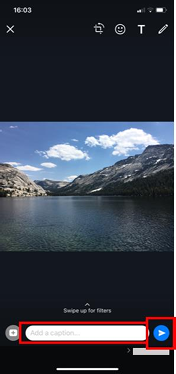 16:03
T
Swipe up for filters
Add a caption...